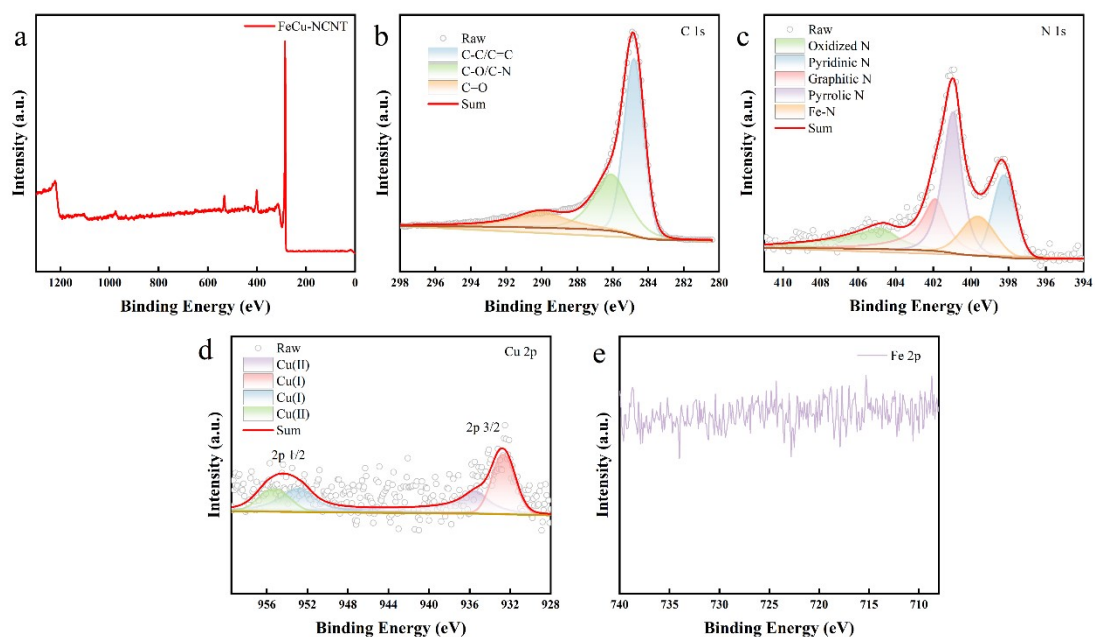 a
FeCu-NCNT
Intensity (a.u.)
1200 1000 800 600 400 200 0
Binding Energy (eV)
b
C 1s
Raw
C-C/C=C
C-O/C-N
C=O
Sum
Intensity (a.u.)
298 296 294 292 290 288 286 284 282 280
Binding Energy (eV)
c
N 1s
Raw
Oxidized N
Pyridinic N
Graphitic N
Pyrrolic N
Fe-N
Sum
Intensity (a.u.)
410 408 406 404 402 400 398 396 394
Binding Energy (eV)
d
Cu 2p
Raw
Cu(II)
Cu(I)
Cu(I)
Cu(II)
Sum
2p 1/2
2p 3/2
Intensity (a.u.)
956 952 948 944 940 936 932 928
Binding Energy (eV)
e
Fe 2p
Intensity (a.u.)
740 735 730 725 720 715 710
Binding Energy (eV)